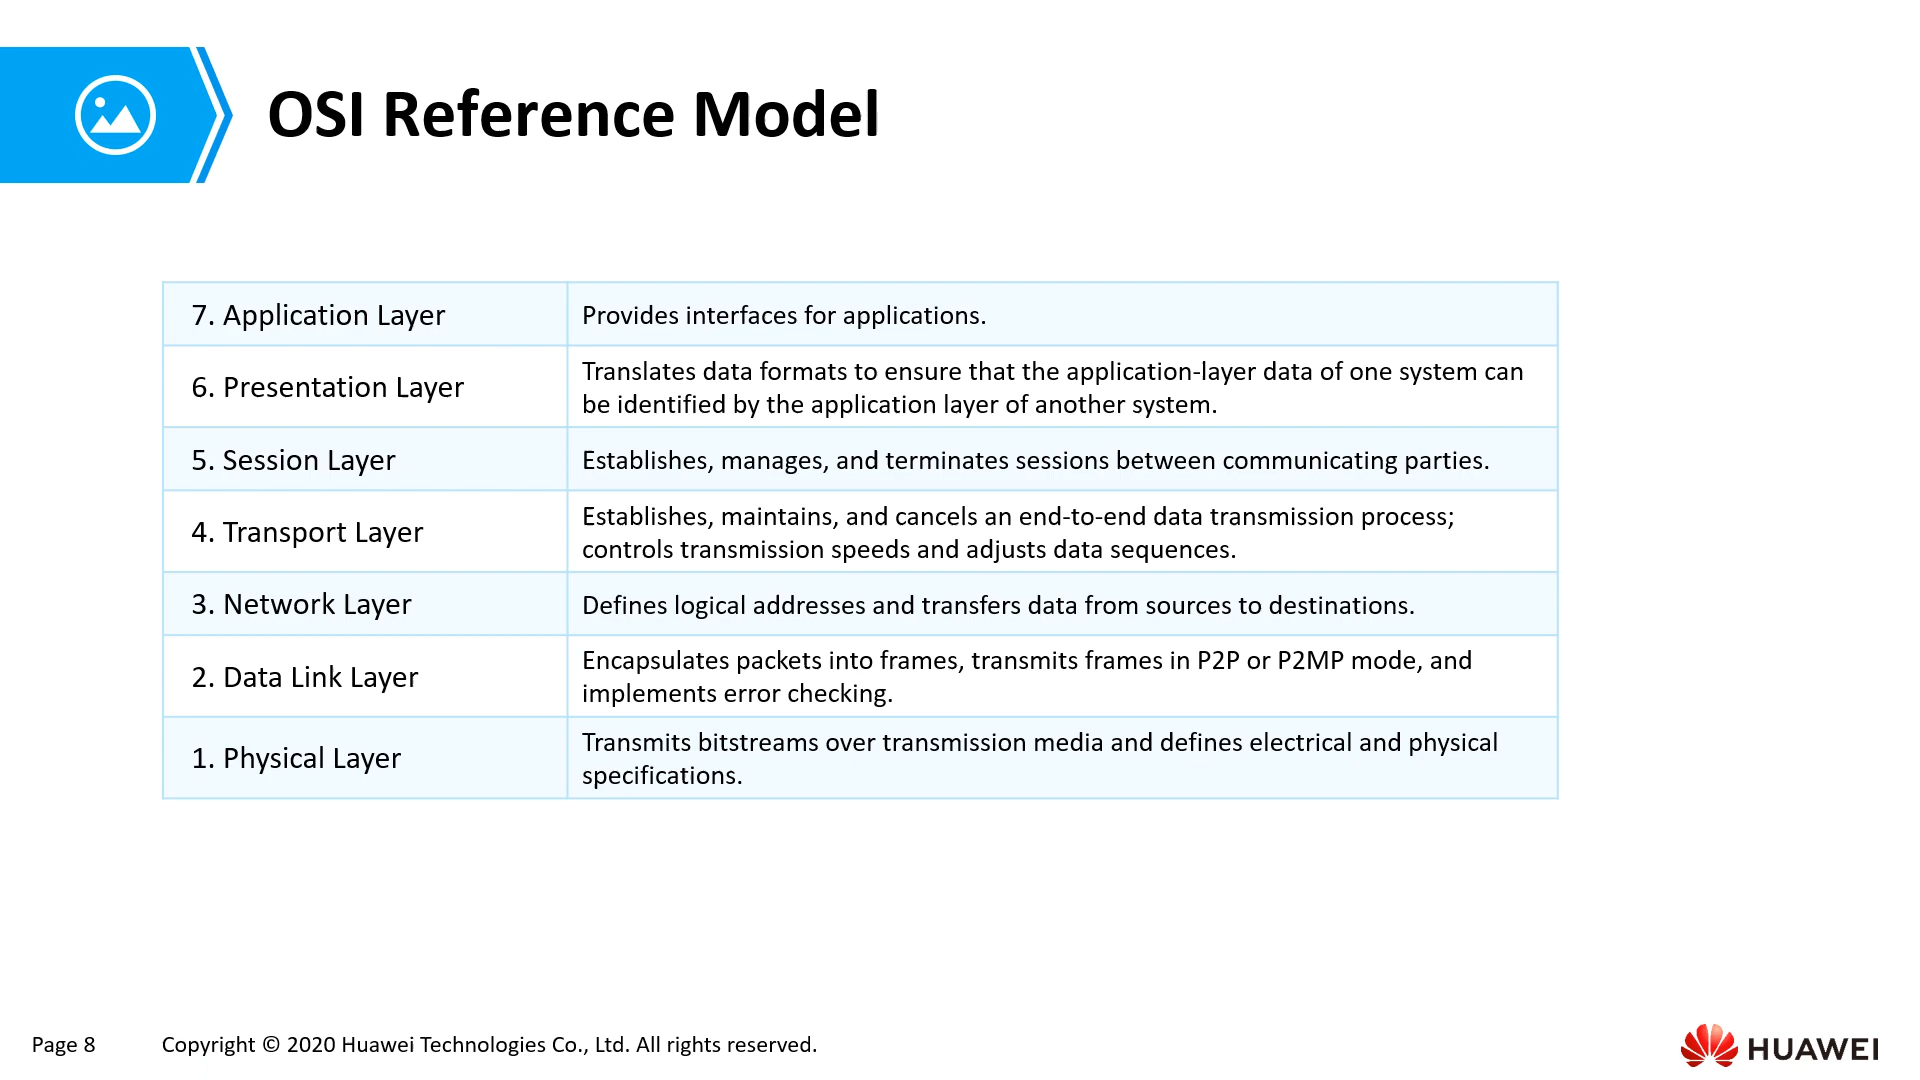 OSI Reference Model
7. Application Layer
Provides interfaces for applications.
6. Presentation Layer
Translates data formats to ensure that the application-layer data of one system can
be identified by the application layer of another system.
5. Session Layer
Establishes, manages, and terminates sessions between communicating parties.
4. Transport Layer
Establishes, maintains, and cancels an end-to-end data transmission process;
controls transmission speeds and adjusts data sequences.
3. Network Layer
Defines logical addresses and transfers data from sources to destinations.
2. Data Link Layer
Encapsulates packets into frames, transmits frames in P2P or P2MP mode, and
implements error checking.
1. Physical Layer
Transmits bitstreams over transmission media and defines electrical and physical
specifications.
Page 8
Copyright © 2020 Huawei Technologies Co., Ltd. All rights reserved.
HUAWEI